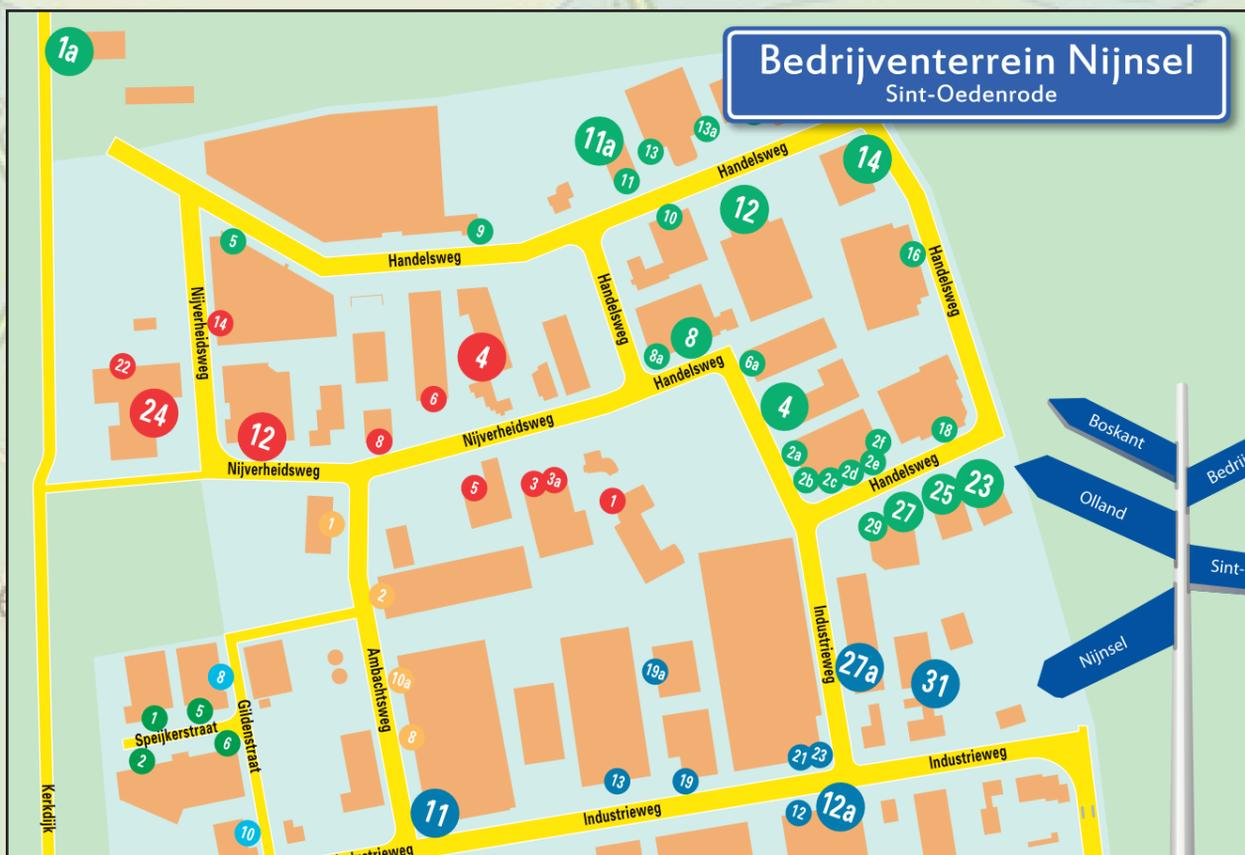 1a
Bedrijventerrein Nijnsel
Sint-Oedenrode
11a
13
13a
11
Handelsweg
14
10
12
9
5
Handelsweg
16
Handelsweg
Handelsweg
Nijverheidsweg
14
8
8a
Handelsweg
6a
4
22
24
6
4
12
8
Nijverheidsweg
Nijverheidsweg
2a
2b
2c
2d
2e
2f
18
Handelsweg
Boskant
Bedrij
Olland
Sint-
Nijnsel
5
3
3a
1
25
23
27
29
1
2
Industrieweg
27a
31
Ambachtsweg
10a
8
19a
8
1
5
Speijkerstraat
6
2
Gildenstraat
21
23
Industrieweg
13
19
Kerkdijk
11
Industrieweg
12
12a
10
Industrieweg